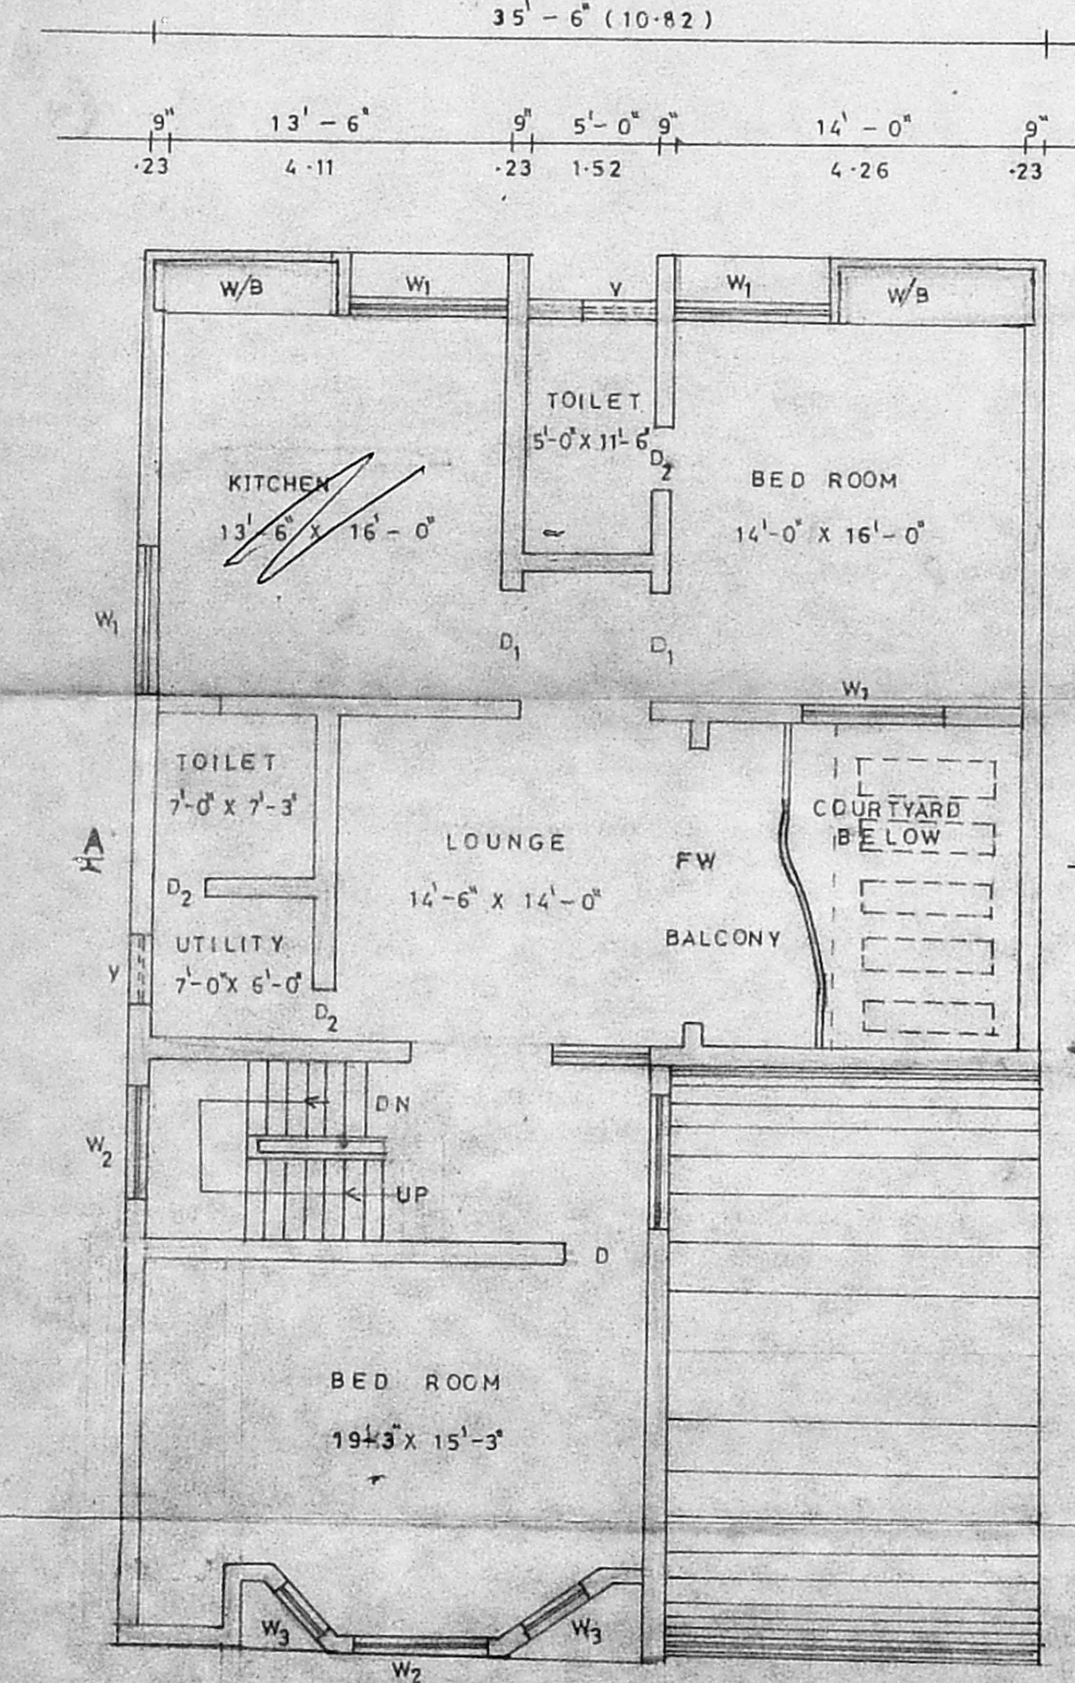 35'-6" (10·82)
9" 13'-6" 9" 5'-0" 9" 14'-0" 9"
·23 4·11 ·23 1·52 4·26 ·23
W/B W1 V W1 W/B
TOILET
5'-0" X 11'-6"
D2
KITCHEN
13'-6" X 16'-0"
BED ROOM
14'-0" X 16'-0"
W1
D1 D1
W1
TOILET
7'-0" X 7'-3"
COURTYARD
BELOW
A
LOUNGE
14'-6" X 14'-0"
FW
D2
BALCONY
UTILITY
7'-0" X 6'-0"
V
D2
DN
W2
UP
D
BED ROOM
19'-3" X 15'-3"
W3 W3
W2